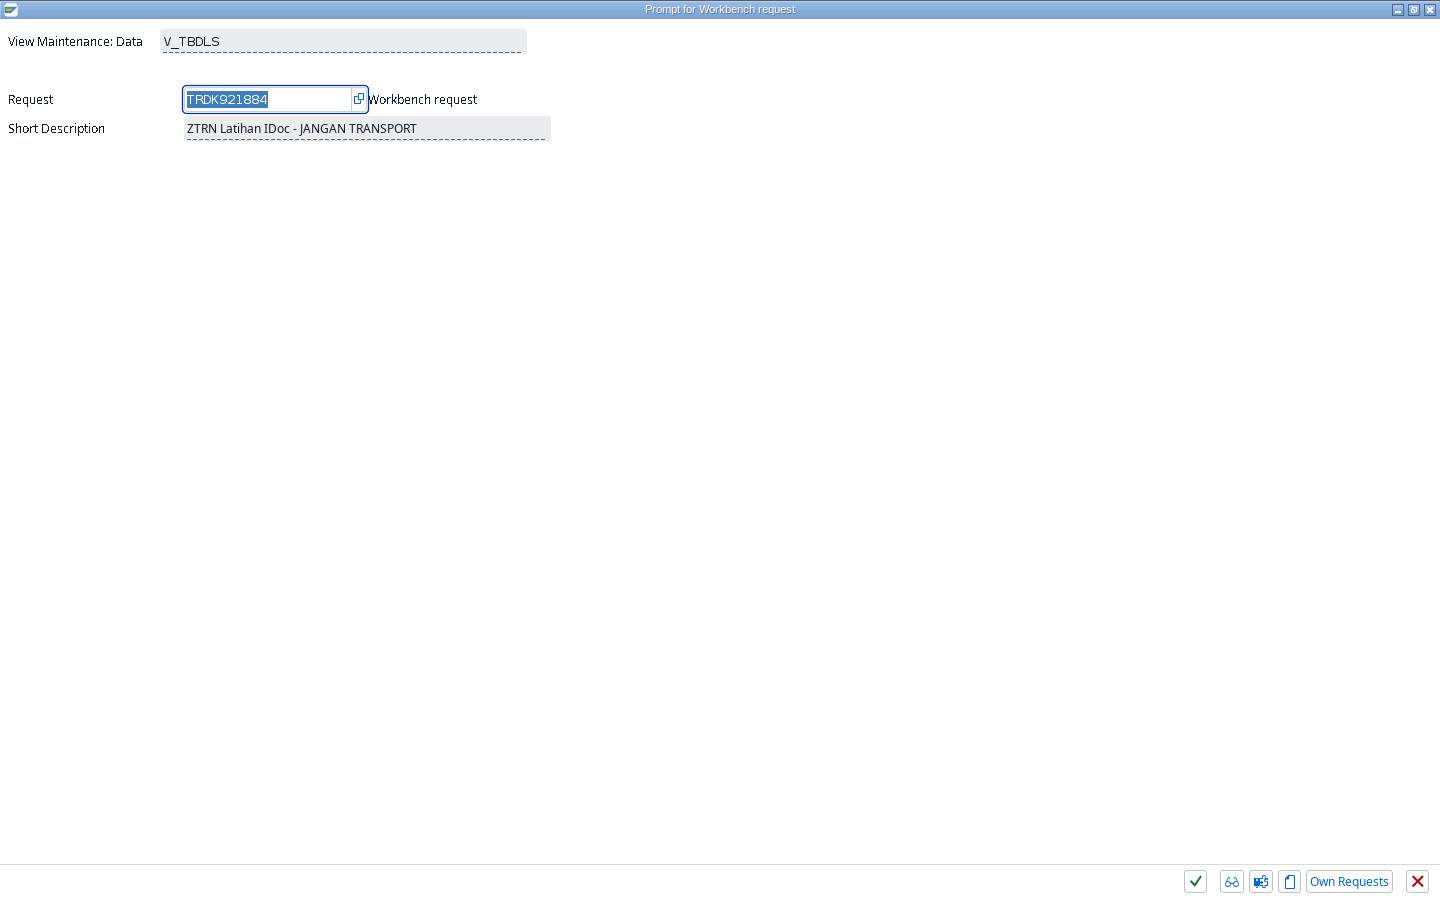 Prompt for Workbench request
View Maintenance: Data V_TBDLS
Request TRDK921884 Workbench request
Short Description ZTRN Latihan IDoc - JANGAN TRANSPORT
Own Requests